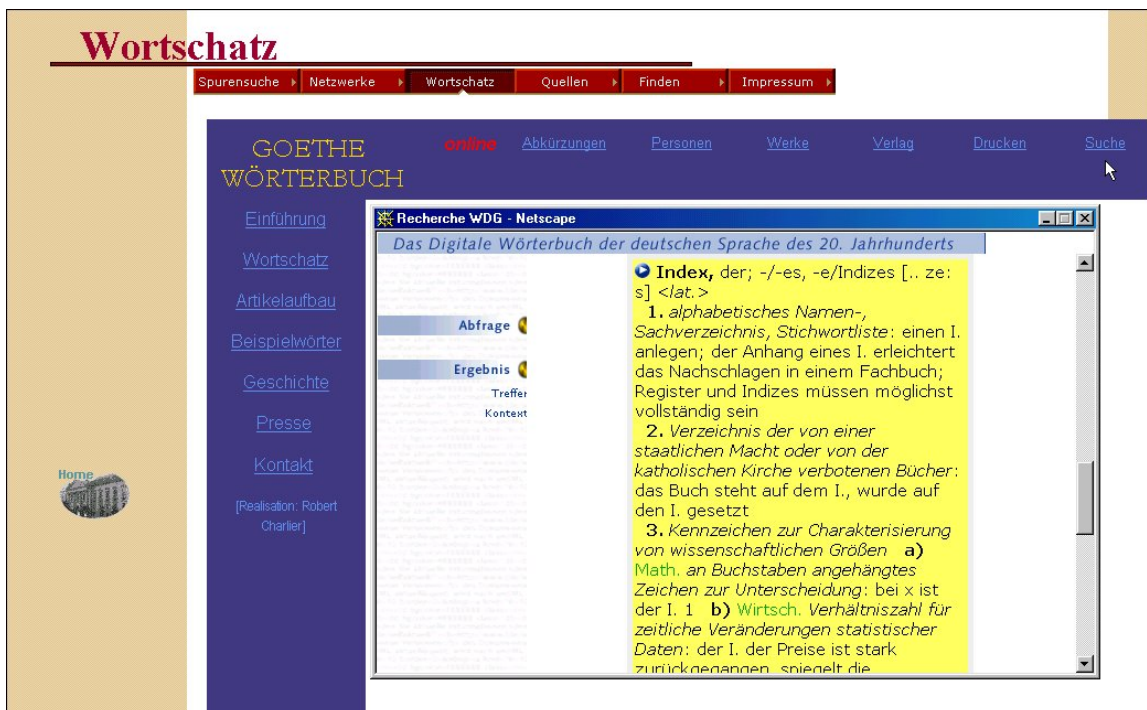 Wortschatz
Spurensuche Netzwerke Wortschatz Quellen Finden Impressum
GOETHE
WÖRTERBUCH
online Abkürzungen Personen Werke Verlag Drucken Suche
Einführung
Wortschatz
Artikelaufbau
Beispielwörter
Geschichte
Presse
Kontakt
[Realisation: Robert
Charlier]
Home
Recherche WDG - Netscape
Das Digitale Wörterbuch der deutschen Sprache des 20. Jahrhunderts
Abfrage
Ergebnis
Treffer
Kontext
Index, der; -/-es, -e/Indizes [.. ze:
s] <lat.>
1. alphabetisches Namen-,
Sachverzeichnis, Stichwortliste: einen I.
anlegen; der Anhang eines I. erleichtert
das Nachschlagen in einem Fachbuch;
Register und Indizes müssen möglichst
vollständig sein
2. Verzeichnis der von einer
staatlichen Macht oder von der
katholischen Kirche verbotenen Bücher:
das Buch steht auf dem I., wurde auf
den I. gesetzt
3. Kennzeichen zur Charakterisierung
von wissenschaftlichen Größen a)
Math. an Buchstaben angehängtes
Zeichen zur Unterscheidung: bei x ist
der I. 1 b) Wirtsch. Verhältniszahl für
zeitliche Veränderungen statistischer
Daten: der I. der Preise ist stark
zurückgegangen, spiegelt die